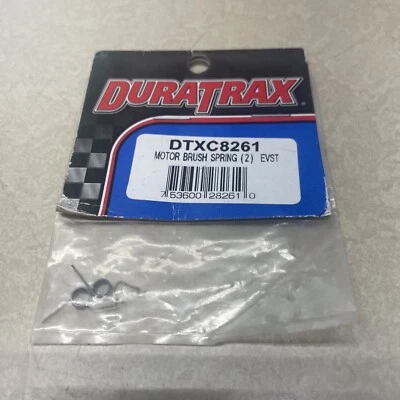 DURATRAX®
DTXC8261
MOTOR BRUSH SPRING (2) EVST
7 53600 28261 0